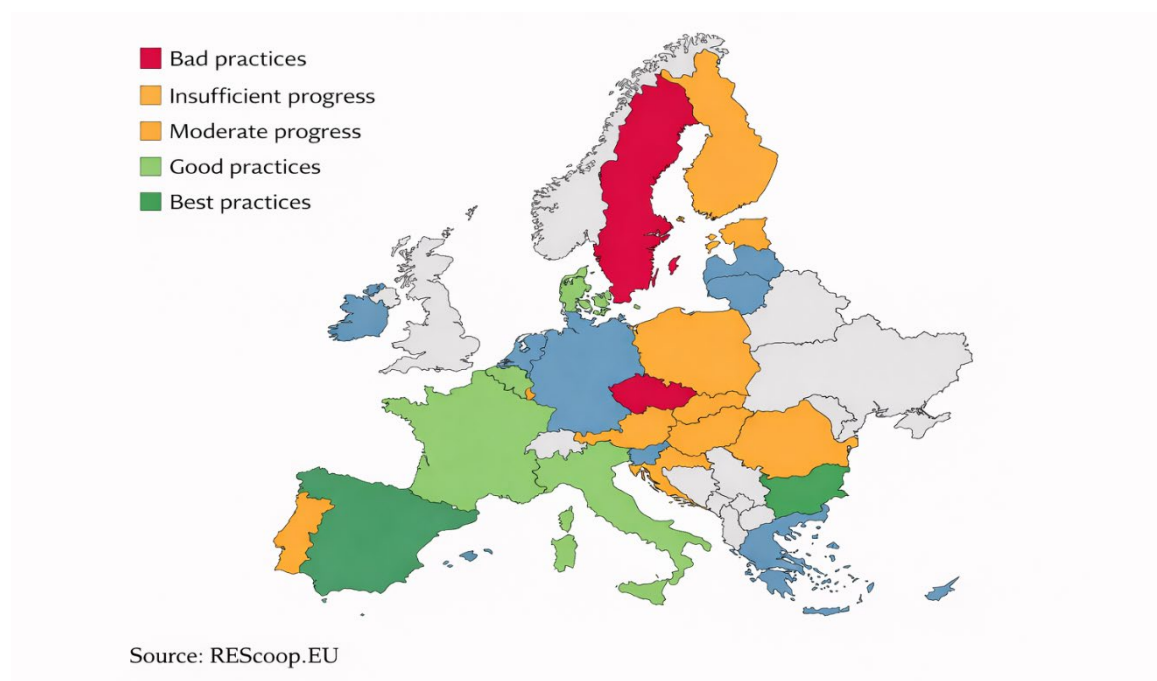 Bad practices
Insufficient progress
Moderate progress
Good practices
Best practices
Source: REScoop.EU